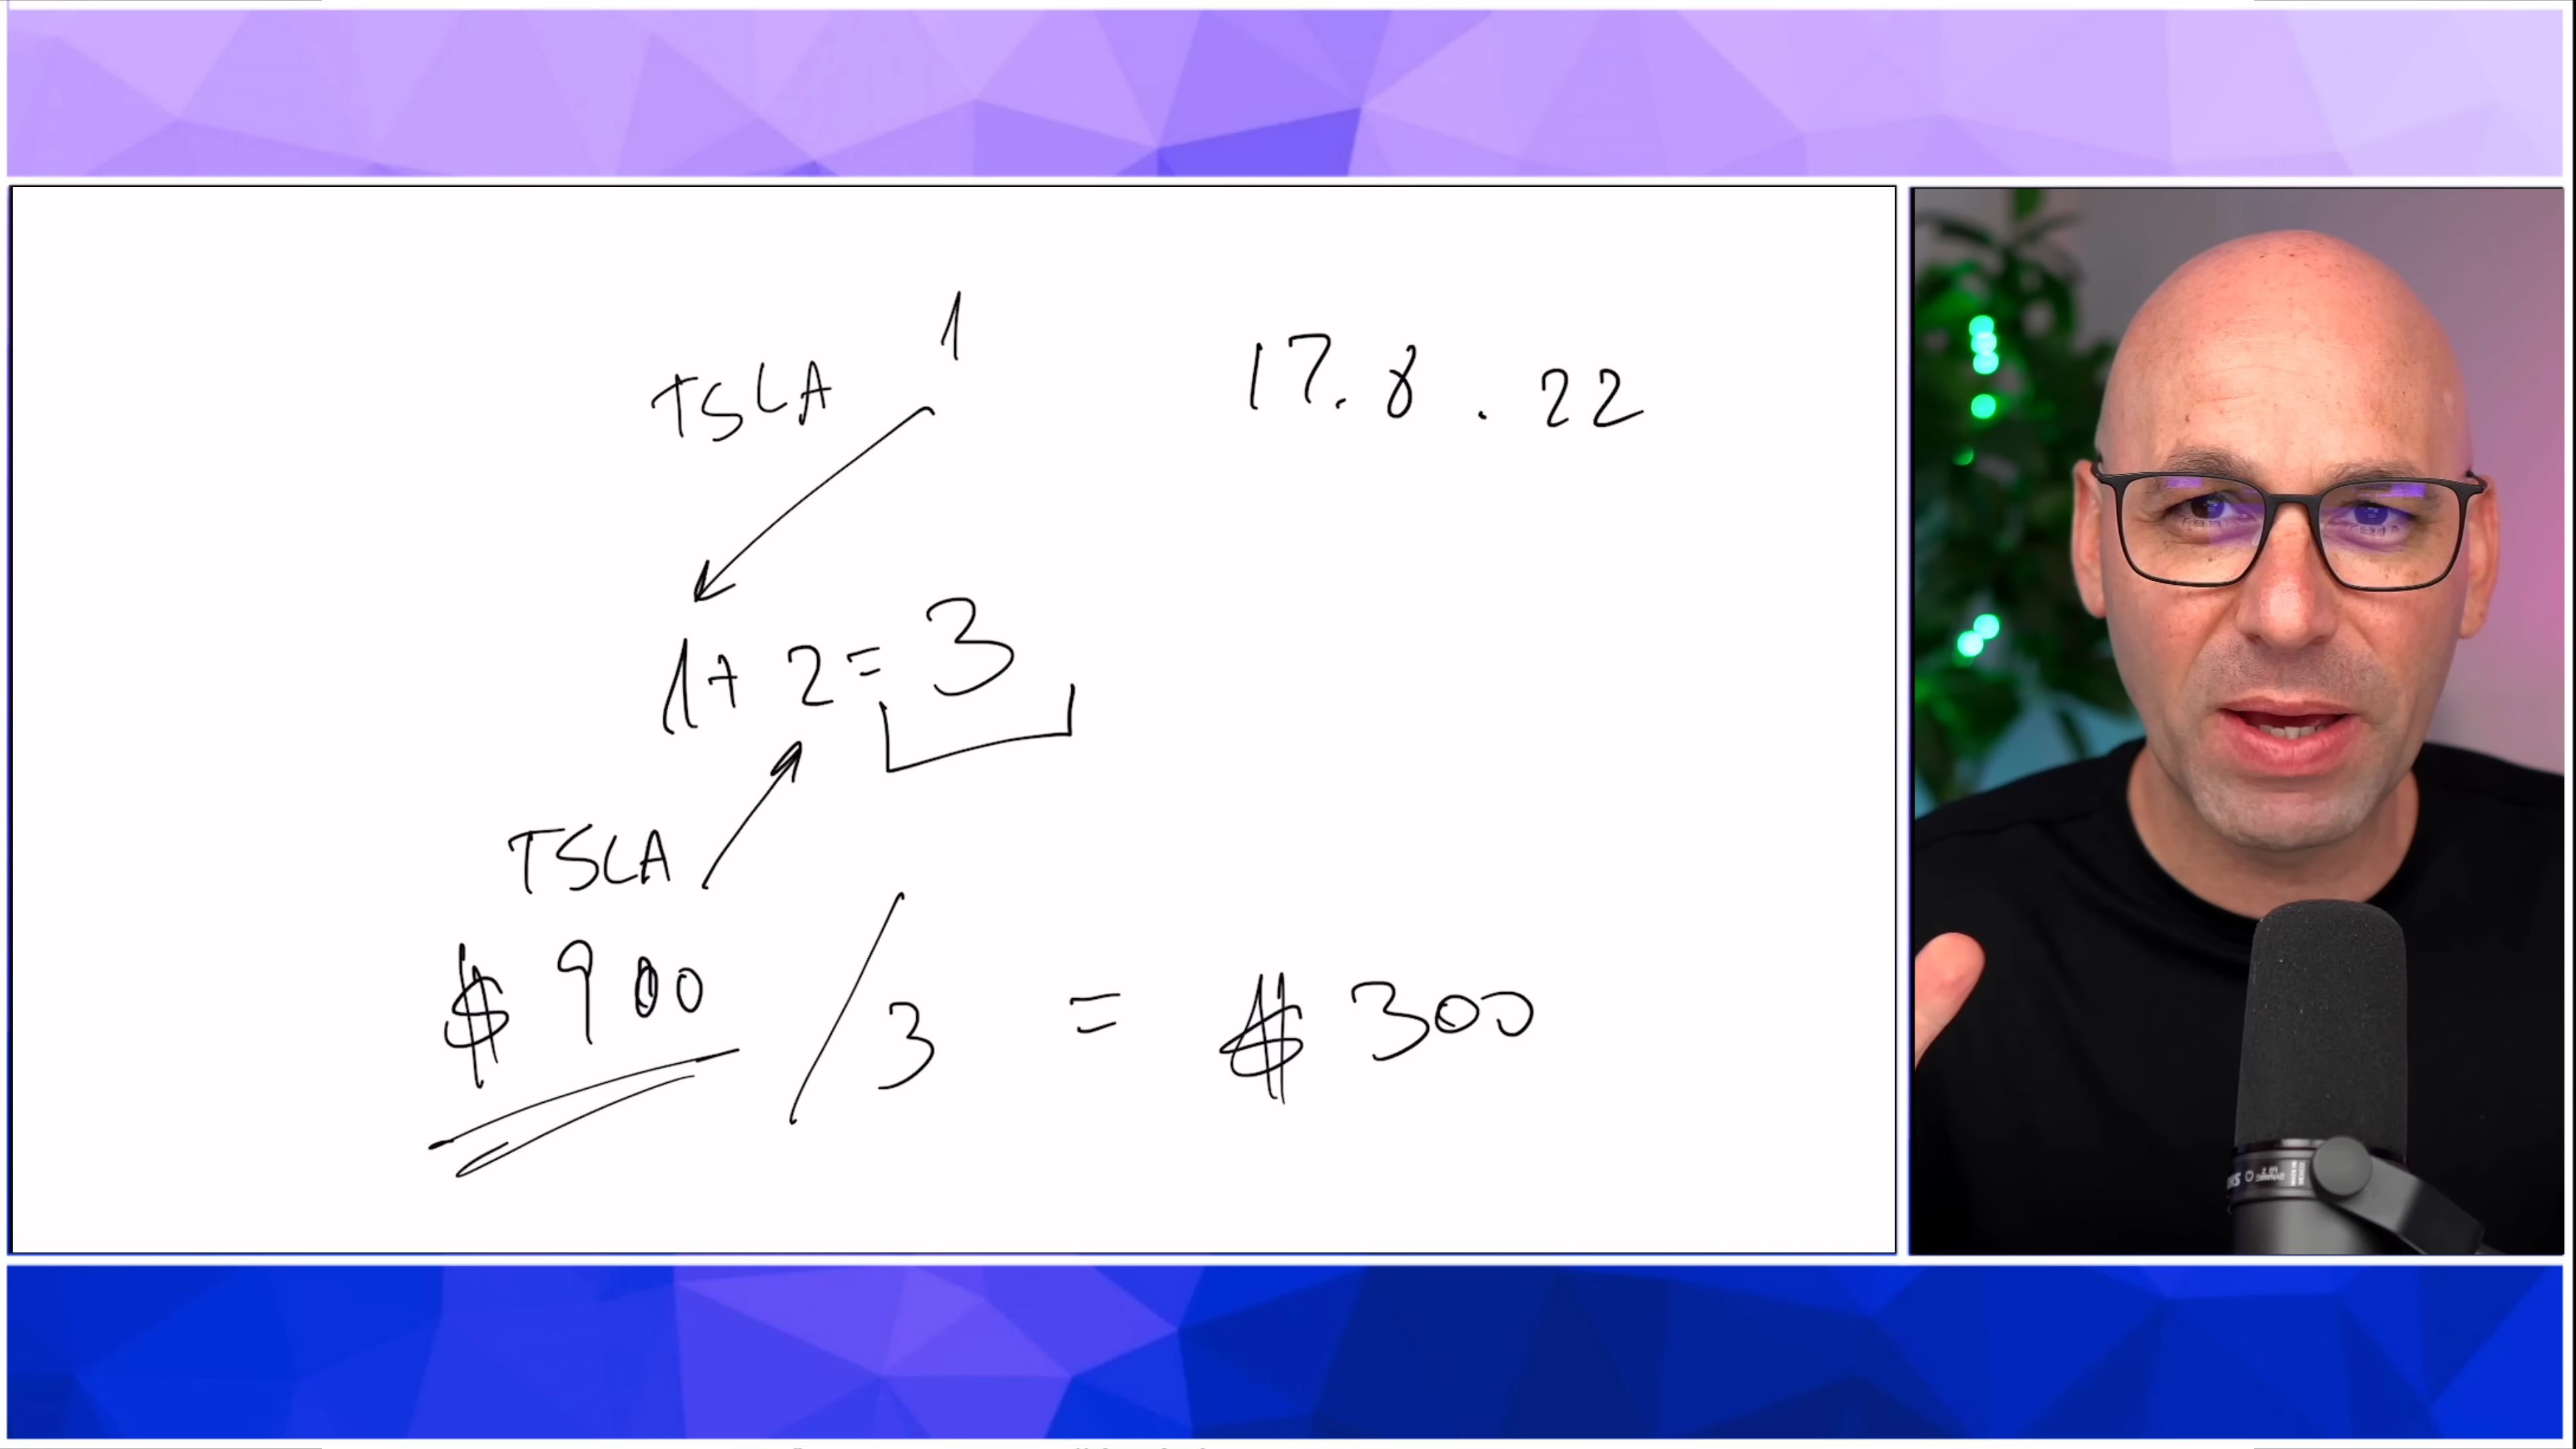 TSLA 1
17.8.22
1+2=3
TSLA
$900/3 = $300